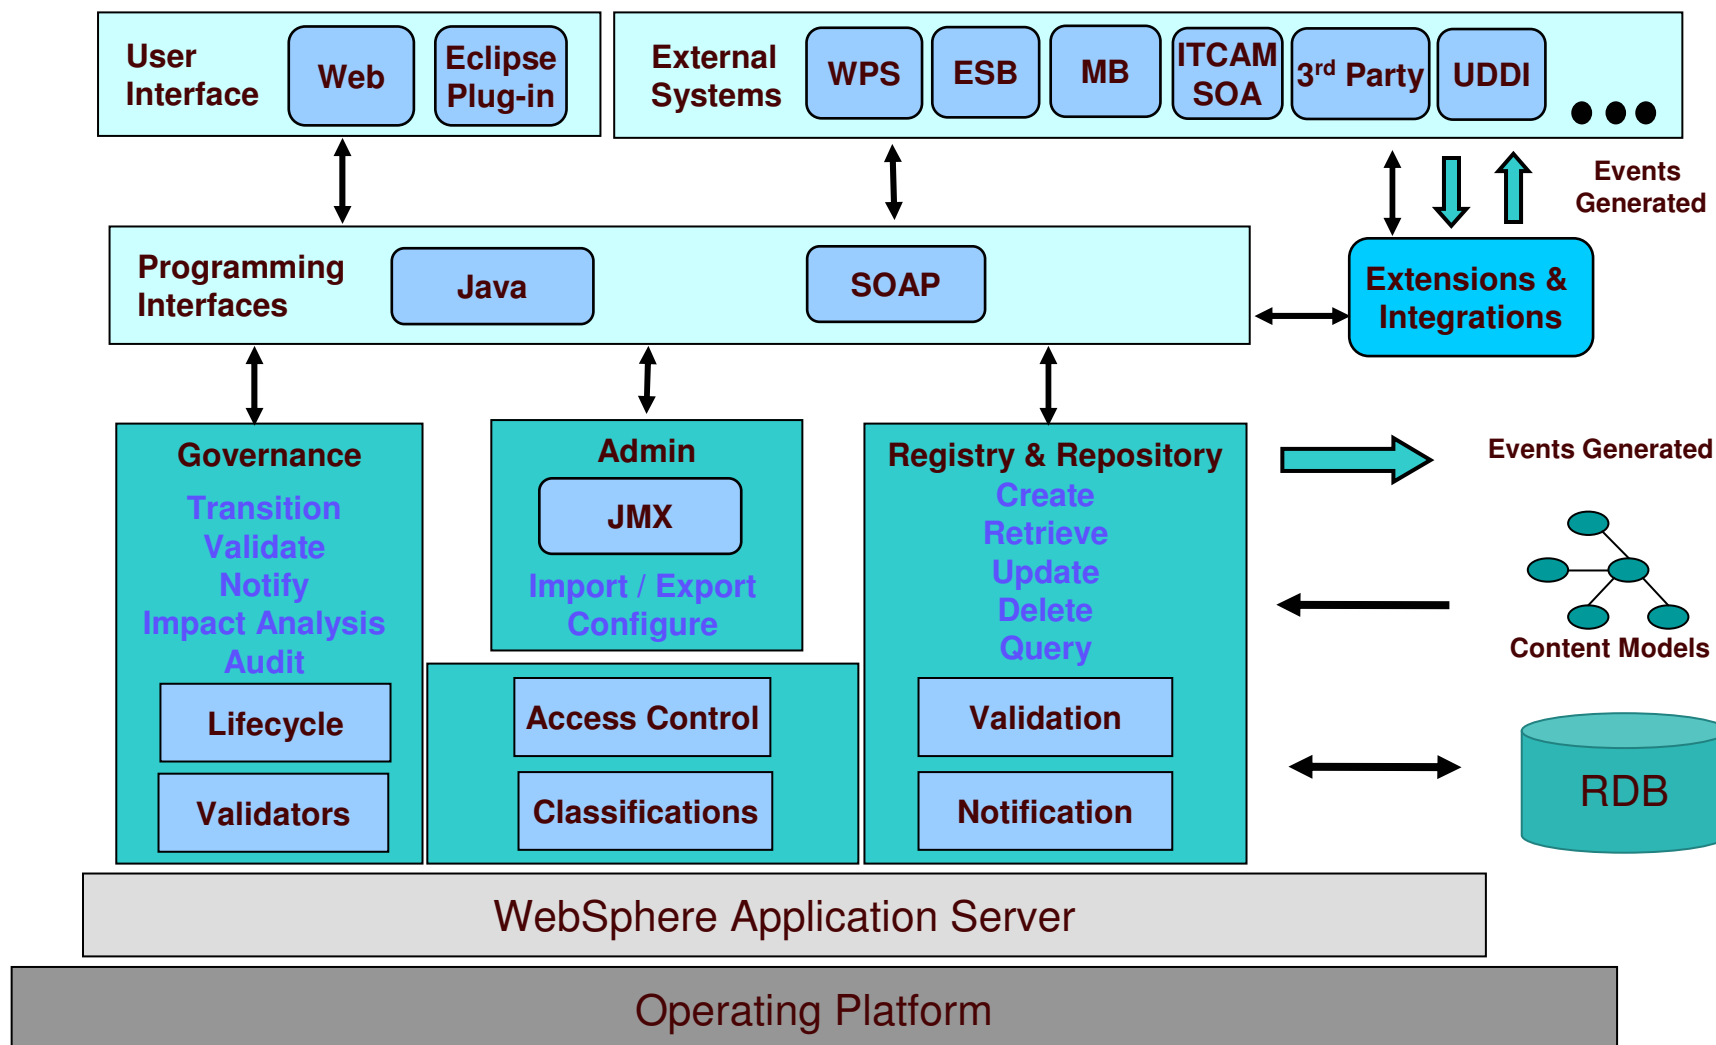 User
Interface
Web
Eclipse
Plug-in
External
Systems
WPS
ESB
MB
ITCAM
SOA
3rd Party
UDDI
Events
Generated
Programming
Interfaces
Java
SOAP
Extensions &
Integrations
Governance
Transition
Validate
Notify
Impact Analysis
Audit
Lifecycle
Validators
Admin
JMX
Import / Export
Configure
Access Control
Classifications
Registry & Repository
Create
Retrieve
Update
Delete
Query
Validation
Notification
Events Generated
Content Models
RDB
WebSphere Application Server
Operating Platform